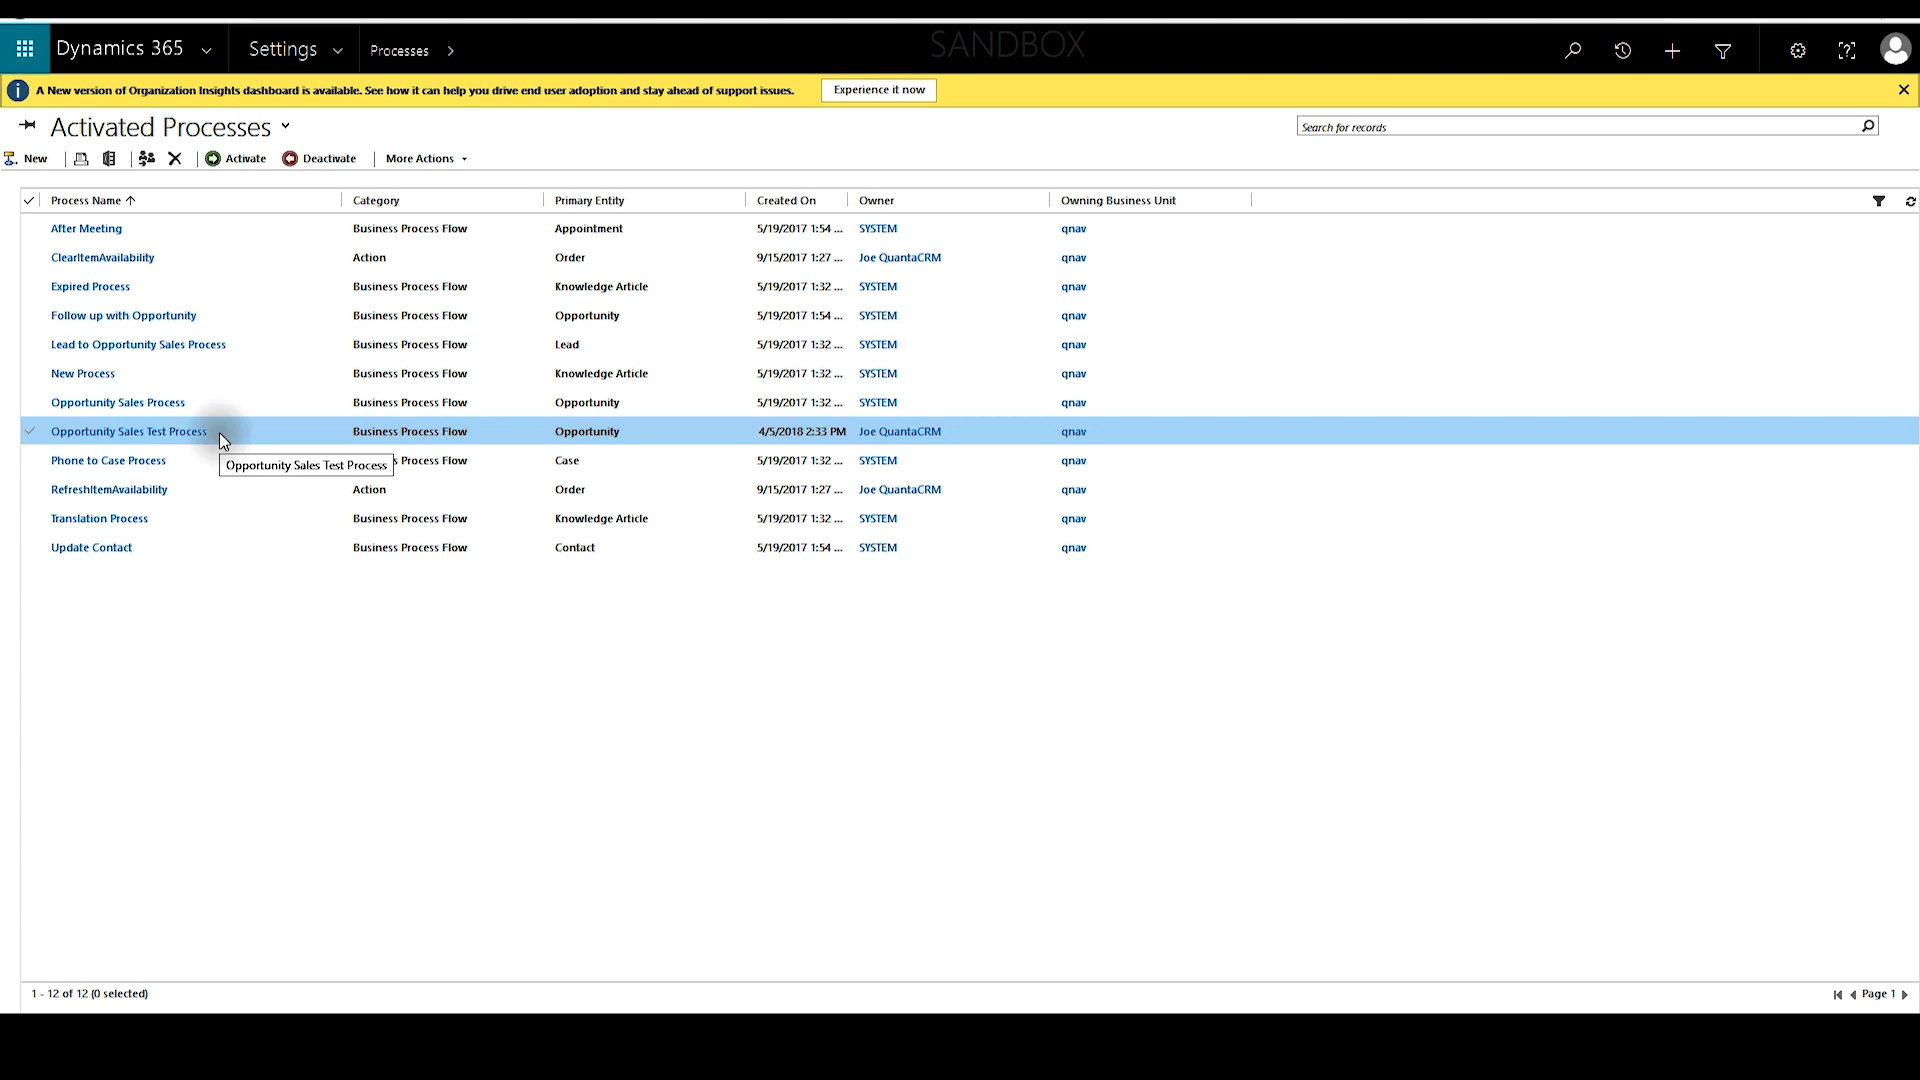 Dynamics 365 Settings Processes SANDBOX
A New version of Organization Insights dashboard is available. See how it can help you drive end user adoption and stay ahead of support issues. Experience it now
Activated Processes Search for records
New Activate Deactivate More Actions
Process Name Category Primary Entity Created On Owner Owning Business Unit
After Meeting Business Process Flow Appointment 5/19/2017 1:54 ... SYSTEM qnav
ClearItemAvailability Action Order 9/15/2017 1:27 ... Joe QuantaCRM qnav
Expired Process Business Process Flow Knowledge Article 5/19/2017 1:32 ... SYSTEM qnav
Follow up with Opportunity Business Process Flow Opportunity 5/19/2017 1:54 ... SYSTEM qnav
Lead to Opportunity Sales Process Business Process Flow Lead 5/19/2017 1:32 ... SYSTEM qnav
New Process Business Process Flow Knowledge Article 5/19/2017 1:32 ... SYSTEM qnav
Opportunity Sales Process Business Process Flow Opportunity 5/19/2017 1:32 ... SYSTEM qnav
Opportunity Sales Test Process Business Process Flow Opportunity 4/5/2018 2:33 PM Joe QuantaCRM qnav
Phone to Case Process s Process Flow Case 5/19/2017 1:32 ... SYSTEM qnav
Opportunity Sales Test Process
RefreshItemAvailability Action Order 9/15/2017 1:27 ... Joe QuantaCRM qnav
Translation Process Business Process Flow Knowledge Article 5/19/2017 1:32 ... SYSTEM qnav
Update Contact Business Process Flow Contact 5/19/2017 1:54 ... SYSTEM qnav
1 - 12 of 12 (0 selected) Page 1